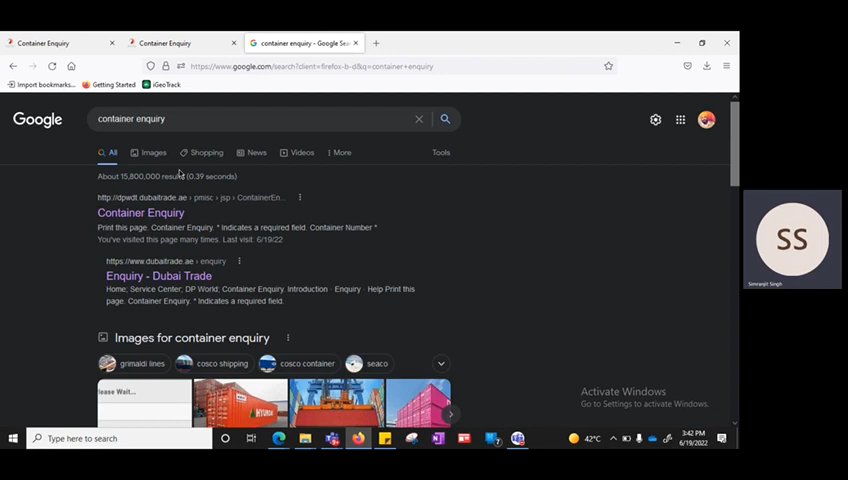 Container Enquiry
Container Enquiry
container enquiry - Google Sea
https://www.google.com/search?client=firefox-b-d&q=container+enquiry
Import bookmarks...
Getting Started
iGeoTrack
Google
container enquiry
All
Images
Shopping
News
Videos
More
Tools
About 15,800,000 results (0.39 seconds)
http://dpwdt.dubaitrade.ae › pmisc › jsp › ContainerEn...
Container Enquiry
Print this page. Container Enquiry. * Indicates a required field. Container Number *
You've visited this page many times. Last visit: 6/19/22
https://www.dubaitrade.ae › enquiry
Enquiry - Dubai Trade
Home; Service Center; DP World; Container Enquiry. Introduction · Enquiry · Help Print this
page. Container Enquiry. * Indicates a required field.
Images for container enquiry
grimaldi lines
cosco shipping
cosco container
seaco
lease Wait...
HYUNDAI
Activate Windows
Go to Settings to activate Windows.
SS
Simranjit Singh
Type here to search
7
42°C
3:42 PM
6/19/2022